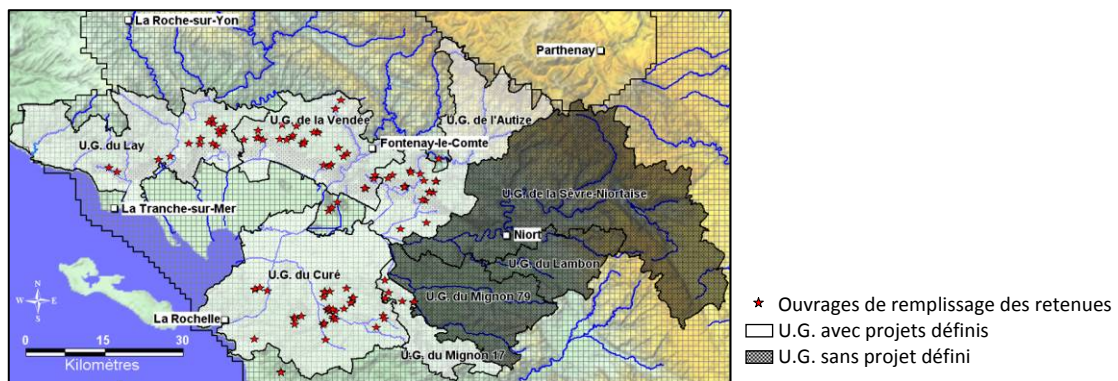 La Roche-sur-Yon
Parthenay
U.G. de la Vendée
U.G. de l'Autize
Fontenay-le-Comte
U.G. du Lay
U.G. de la Sèvre-Niortaise
La Tranche-sur-Mer
Niort
U.G. du Lambon
U.G. du Curé
U.G. du Mignon 79
N
W E
S
La Rochelle
U.G. du Mignon 17
0 15 30
Kilomètres
Ouvrages de remplissage des retenues
U.G. avec projets définis
U.G. sans projet défini